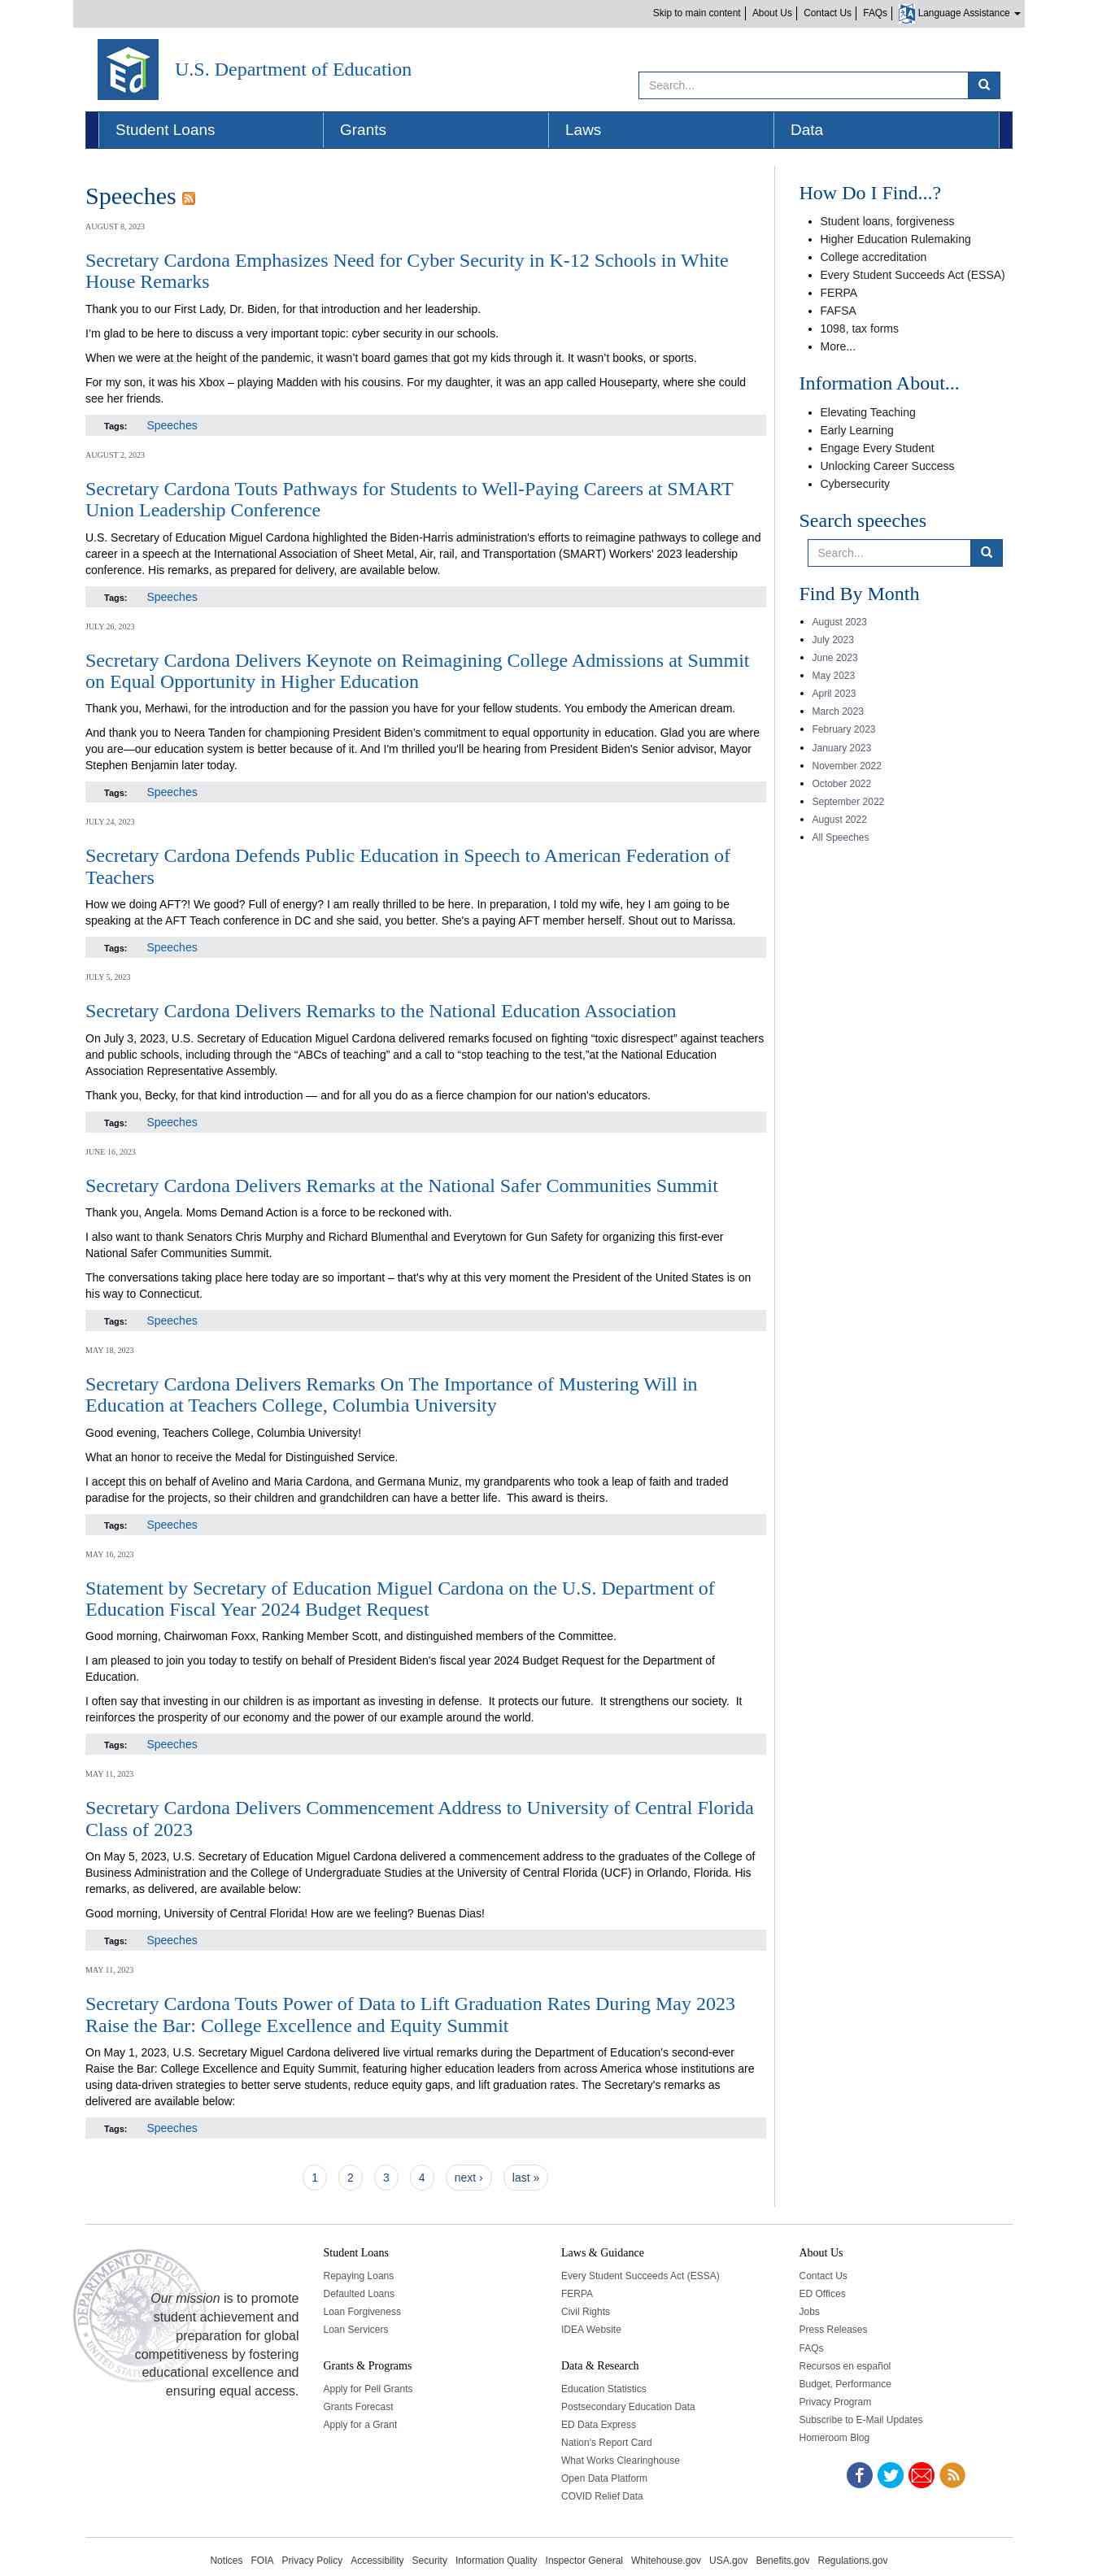 Skip to main content
About Us
Contact Us
FAQs
Language Assistance
U.S. Department of Education
Search...
Student Loans
Grants
Laws
Data
Speeches
AUGUST 8, 2023
Secretary Cardona Emphasizes Need for Cyber Security in K-12 Schools in White
House Remarks
Thank you to our First Lady, Dr. Biden, for that introduction and her leadership.
I’m glad to be here to discuss a very important topic: cyber security in our schools.
When we were at the height of the pandemic, it wasn’t board games that got my kids through it. It wasn’t books, or sports.
For my son, it was his Xbox – playing Madden with his cousins. For my daughter, it was an app called Houseparty, where she could
see her friends.
Tags: Speeches
AUGUST 2, 2023
Secretary Cardona Touts Pathways for Students to Well-Paying Careers at SMART
Union Leadership Conference
U.S. Secretary of Education Miguel Cardona highlighted the Biden-Harris administration's efforts to reimagine pathways to college and
career in a speech at the International Association of Sheet Metal, Air, rail, and Transportation (SMART) Workers' 2023 leadership
conference. His remarks, as prepared for delivery, are available below.
Tags: Speeches
JULY 26, 2023
Secretary Cardona Delivers Keynote on Reimagining College Admissions at Summit
on Equal Opportunity in Higher Education
Thank you, Merhawi, for the introduction and for the passion you have for your fellow students. You embody the American dream.
And thank you to Neera Tanden for championing President Biden's commitment to equal opportunity in education. Glad you are where
you are—our education system is better because of it. And I'm thrilled you'll be hearing from President Biden's Senior advisor, Mayor
Stephen Benjamin later today.
Tags: Speeches
JULY 24, 2023
Secretary Cardona Defends Public Education in Speech to American Federation of
Teachers
How we doing AFT?! We good? Full of energy? I am really thrilled to be here. In preparation, I told my wife, hey I am going to be
speaking at the AFT Teach conference in DC and she said, you better. She's a paying AFT member herself. Shout out to Marissa.
Tags: Speeches
JULY 5, 2023
Secretary Cardona Delivers Remarks to the National Education Association
On July 3, 2023, U.S. Secretary of Education Miguel Cardona delivered remarks focused on fighting “toxic disrespect” against teachers
and public schools, including through the “ABCs of teaching” and a call to “stop teaching to the test,”at the National Education
Association Representative Assembly.
Thank you, Becky, for that kind introduction — and for all you do as a fierce champion for our nation's educators.
Tags: Speeches
JUNE 16, 2023
Secretary Cardona Delivers Remarks at the National Safer Communities Summit
Thank you, Angela. Moms Demand Action is a force to be reckoned with.
I also want to thank Senators Chris Murphy and Richard Blumenthal and Everytown for Gun Safety for organizing this first-ever
National Safer Communities Summit.
The conversations taking place here today are so important – that's why at this very moment the President of the United States is on
his way to Connecticut.
Tags: Speeches
MAY 18, 2023
Secretary Cardona Delivers Remarks On The Importance of Mustering Will in
Education at Teachers College, Columbia University
Good evening, Teachers College, Columbia University!
What an honor to receive the Medal for Distinguished Service.
I accept this on behalf of Avelino and Maria Cardona, and Germana Muniz, my grandparents who took a leap of faith and traded
paradise for the projects, so their children and grandchildren can have a better life.  This award is theirs.
Tags: Speeches
MAY 16, 2023
Statement by Secretary of Education Miguel Cardona on the U.S. Department of
Education Fiscal Year 2024 Budget Request
Good morning, Chairwoman Foxx, Ranking Member Scott, and distinguished members of the Committee.
I am pleased to join you today to testify on behalf of President Biden's fiscal year 2024 Budget Request for the Department of
Education.
I often say that investing in our children is as important as investing in defense.  It protects our future.  It strengthens our society.  It
reinforces the prosperity of our economy and the power of our example around the world.
Tags: Speeches
MAY 11, 2023
Secretary Cardona Delivers Commencement Address to University of Central Florida
Class of 2023
On May 5, 2023, U.S. Secretary of Education Miguel Cardona delivered a commencement address to the graduates of the College of
Business Administration and the College of Undergraduate Studies at the University of Central Florida (UCF) in Orlando, Florida. His
remarks, as delivered, are available below:
Good morning, University of Central Florida! How are we feeling? Buenas Dias!
Tags: Speeches
MAY 11, 2023
Secretary Cardona Touts Power of Data to Lift Graduation Rates During May 2023
Raise the Bar: College Excellence and Equity Summit
On May 1, 2023, U.S. Secretary Miguel Cardona delivered live virtual remarks during the Department of Education's second-ever
Raise the Bar: College Excellence and Equity Summit, featuring higher education leaders from across America whose institutions are
using data-driven strategies to better serve students, reduce equity gaps, and lift graduation rates. The Secretary's remarks as
delivered are available below:
Tags: Speeches
1 2 3 4 next › last »
How Do I Find...?
Student loans, forgiveness
Higher Education Rulemaking
College accreditation
Every Student Succeeds Act (ESSA)
FERPA
FAFSA
1098, tax forms
More...
Information About...
Elevating Teaching
Early Learning
Engage Every Student
Unlocking Career Success
Cybersecurity
Search speeches
Search...
Find By Month
August 2023
July 2023
June 2023
May 2023
April 2023
March 2023
February 2023
January 2023
November 2022
October 2022
September 2022
August 2022
All Speeches
Our mission is to promote
student achievement and
preparation for global
competitiveness by fostering
educational excellence and
ensuring equal access.
Student Loans
Repaying Loans
Defaulted Loans
Loan Forgiveness
Loan Servicers
Grants & Programs
Apply for Pell Grants
Grants Forecast
Apply for a Grant
Laws & Guidance
Every Student Succeeds Act (ESSA)
FERPA
Civil Rights
IDEA Website
Data & Research
Education Statistics
Postsecondary Education Data
ED Data Express
Nation's Report Card
What Works Clearinghouse
Open Data Platform
COVID Relief Data
About Us
Contact Us
ED Offices
Jobs
Press Releases
FAQs
Recursos en español
Budget, Performance
Privacy Program
Subscribe to E-Mail Updates
Homeroom Blog
Notices FOIA Privacy Policy Accessibility Security Information Quality Inspector General Whitehouse.gov USA.gov Benefits.gov Regulations.gov